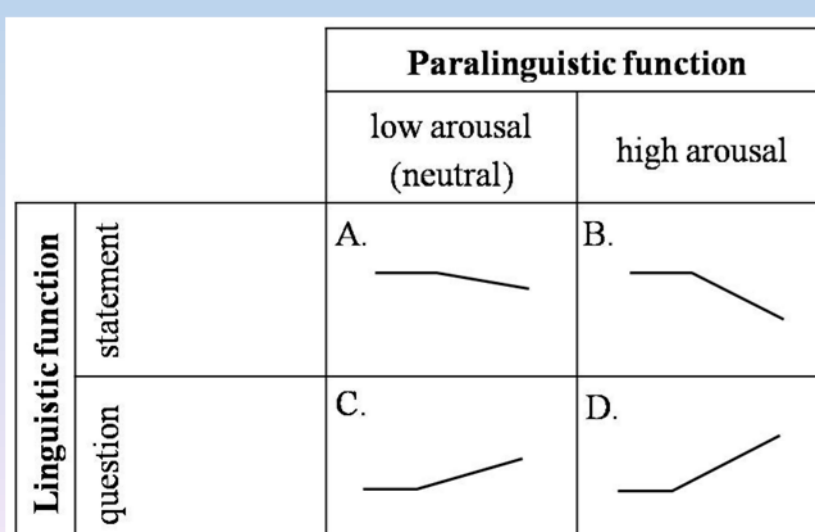 Paralinguistic function
low arousal
(neutral)
high arousal
Linguistic function
statement
A.
B.
question
C.
D.